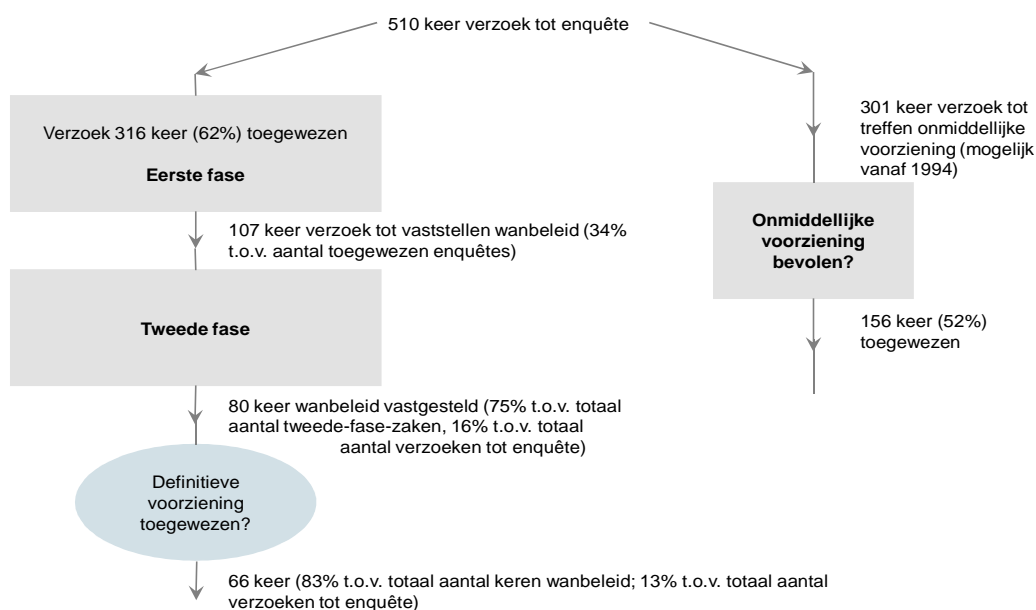 510 keer verzoek tot enquête
Verzoek 316 keer (62%) toegewezen
Eerste fase
107 keer verzoek tot vaststellen wanbeleid (34%
t.o.v. aantal toegewezen enquêtes)
Tweede fase
80 keer wanbeleid vastgesteld (75% t.o.v. totaal
aantal tweede-fase-zaken, 16% t.o.v. totaal
aantal verzoeken tot enquête)
Definitieve
voorziening
toegewezen?
66 keer (83% t.o.v. totaal aantal keren wanbeleid; 13% t.o.v. totaal aantal
verzoeken tot enquête)
301 keer verzoek tot
treffen onmiddellijke
voorziening (mogelijk
vanaf 1994)
Onmiddellijke
voorziening
bevolen?
156 keer (52%)
toegewezen